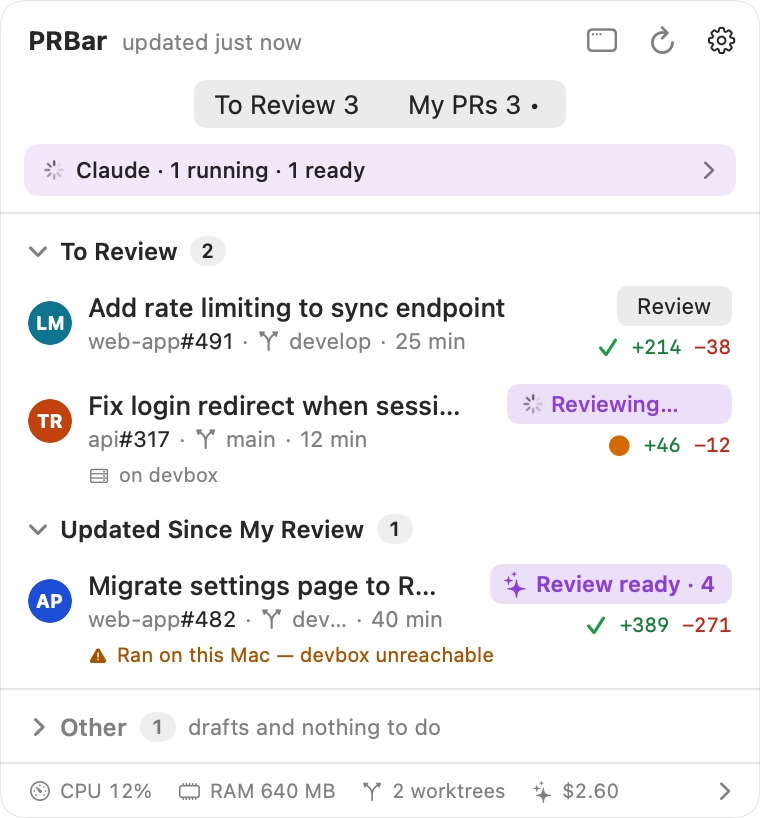 PRBar updated just now
To Review 3 My PRs 3 •
Claude · 1 running · 1 ready
To Review 2
LM Add rate limiting to sync endpoint Review
web-app#491 · develop · 25 min +214 −38
TR Fix login redirect when sessi... Reviewing...
api#317 · main · 12 min +46 −12
on devbox
Updated Since My Review 1
AP Migrate settings page to R... Review ready · 4
web-app#482 · dev... · 40 min +389 −271
Ran on this Mac — devbox unreachable
Other 1 drafts and nothing to do
CPU 12% RAM 640 MB 2 worktrees $2.60